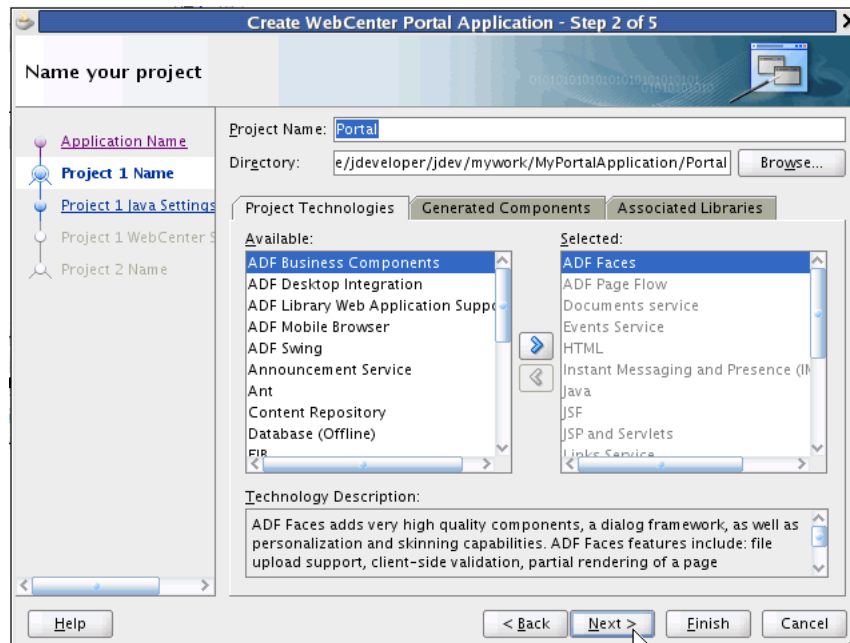 Create WebCenter Portal Application - Step 2 of 5
Name your project
Application Name
Project 1 Name
Project 1 Java Settings
Project 1 WebCenter S
Project 2 Name
Project Name: Portal
Directory: e/jdeveloper/jdev/mywork/MyPortalApplication/Portal Browse...
Project Technologies Generated Components Associated Libraries
Available:
ADF Business Components
ADF Desktop Integration
ADF Library Web Application Suppo
ADF Mobile Browser
ADF Swing
Announcement Service
Ant
Content Repository
Database (Offline)
EJB
Selected:
ADF Faces
ADF Page Flow
Documents service
Events Service
HTML
Instant Messaging and Presence (IM
Java
JSF
JSP and Servlets
Links Service
Technology Description:
ADF Faces adds very high quality components, a dialog framework, as well as
personalization and skinning capabilities. ADF Faces features include: file
upload support, client-side validation, partial rendering of a page
Help < Back Next > Finish Cancel